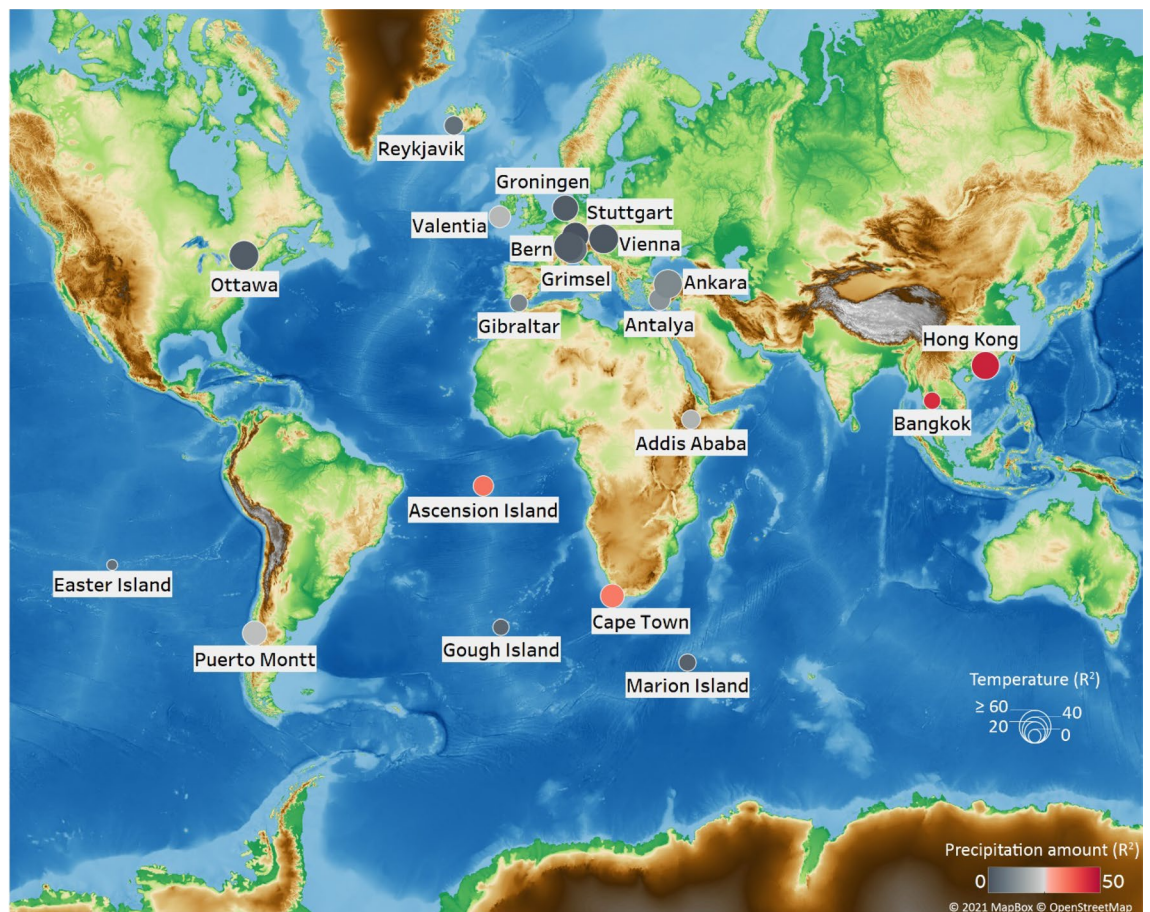 Reykjavik
Groningen
Valentia
Stuttgart
Bern
Vienna
Ottawa
Grimsel
Ankara
Gibraltar
Antalya
Hong Kong
Bangkok
Addis Ababa
Ascension Island
Easter Island
Cape Town
Gough Island
Puerto Montt
Marion Island
Temperature (R²)
≥ 60
40
20
0
Precipitation amount (R²)
0 50
© 2021 MapBox © OpenStreetMap